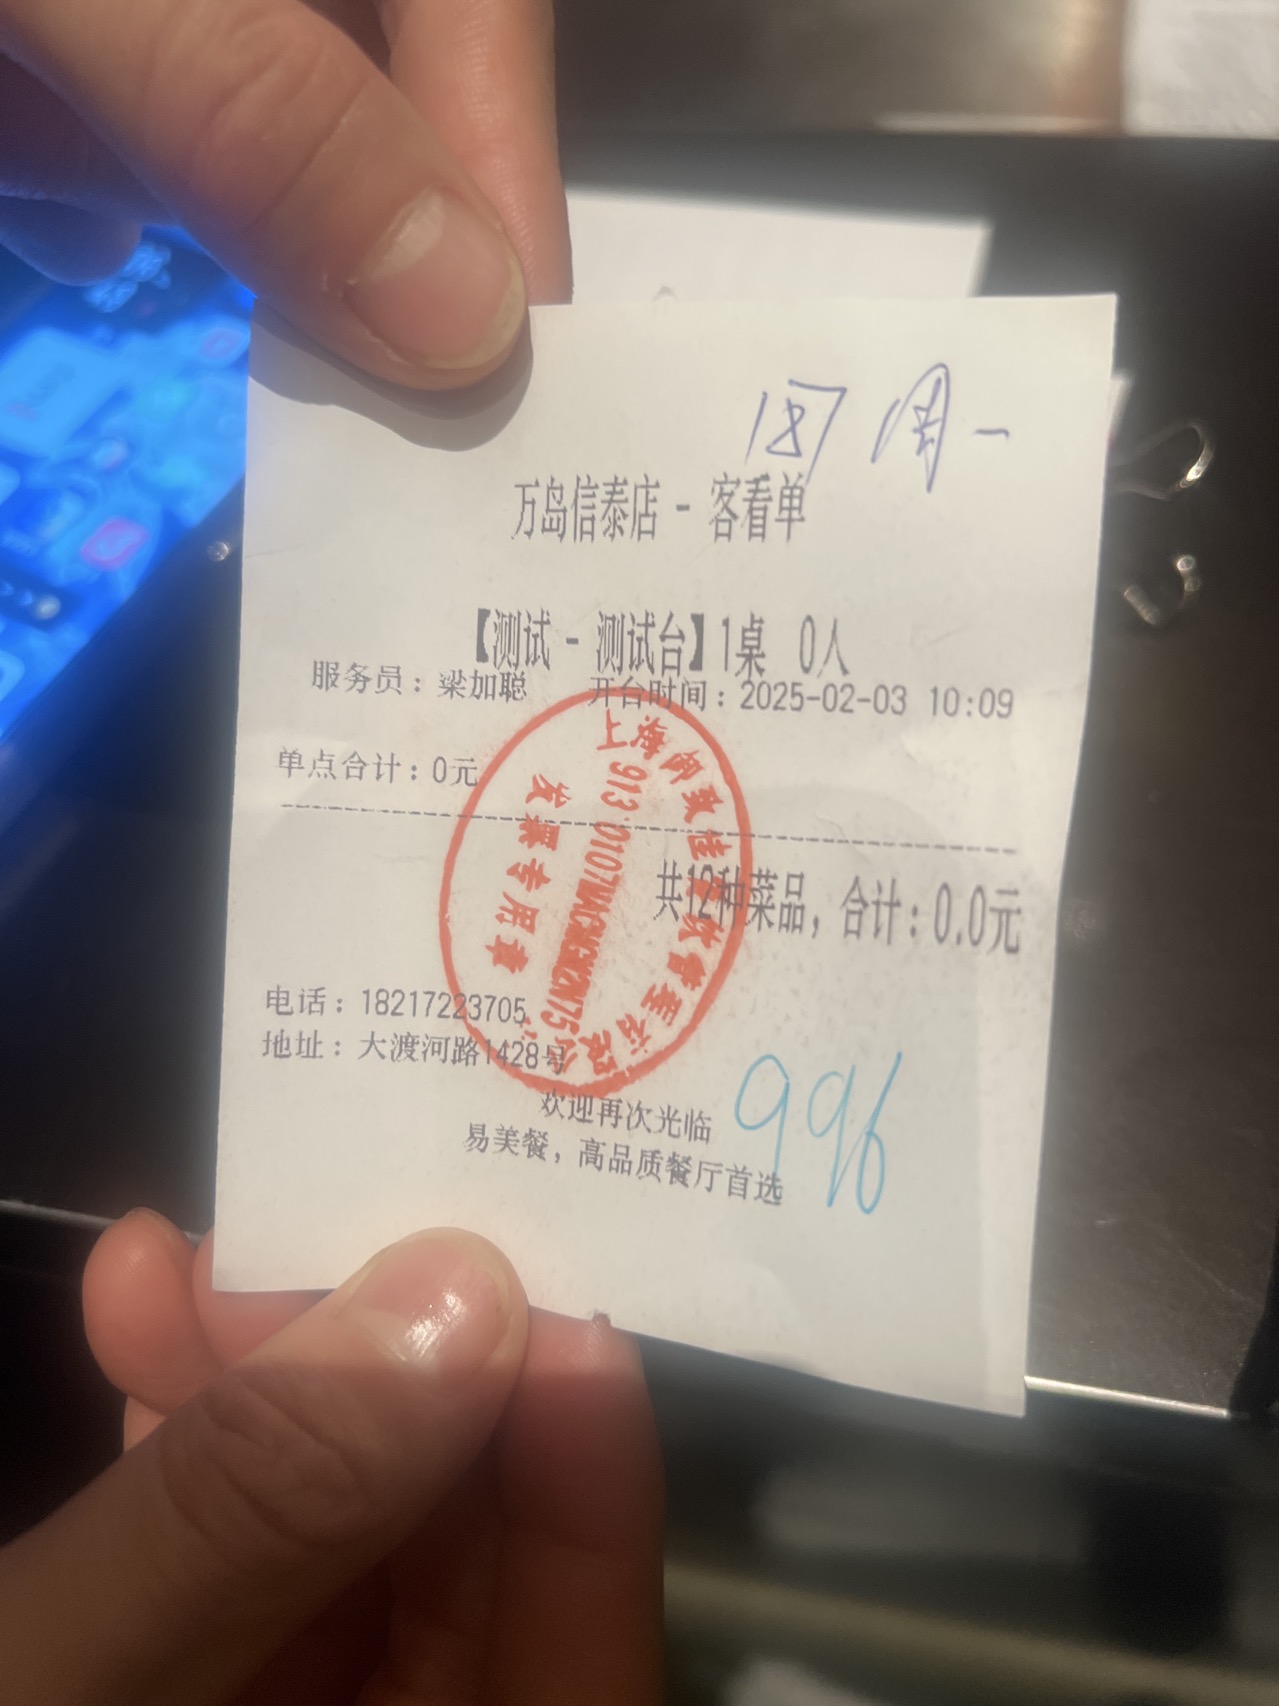 周一
万岛信泰店 - 客看单
【测试 - 测试台】1桌 0人
服务员：梁加聪 开台时间：2025-02-03 10:09
单点合计：0元
共12种菜品，合计：0.0元
电话：18217223705
地址：大渡河路1428号
欢迎再次光临
易美餐，高品质餐厅首选
996
发票专用章